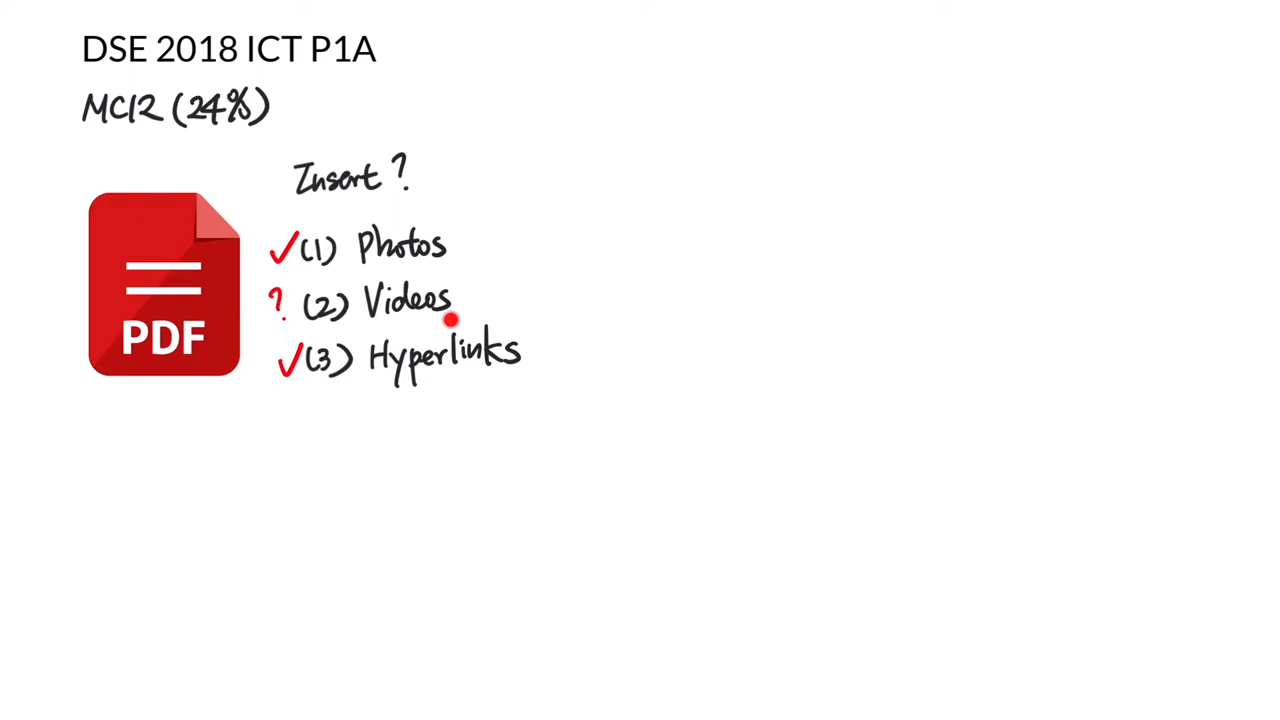 DSE 2018 ICT P1A
MC12 (24%)
Insert ?
✓(1) Photos
? (2) Videos
PDF
✓(3) Hyperlinks